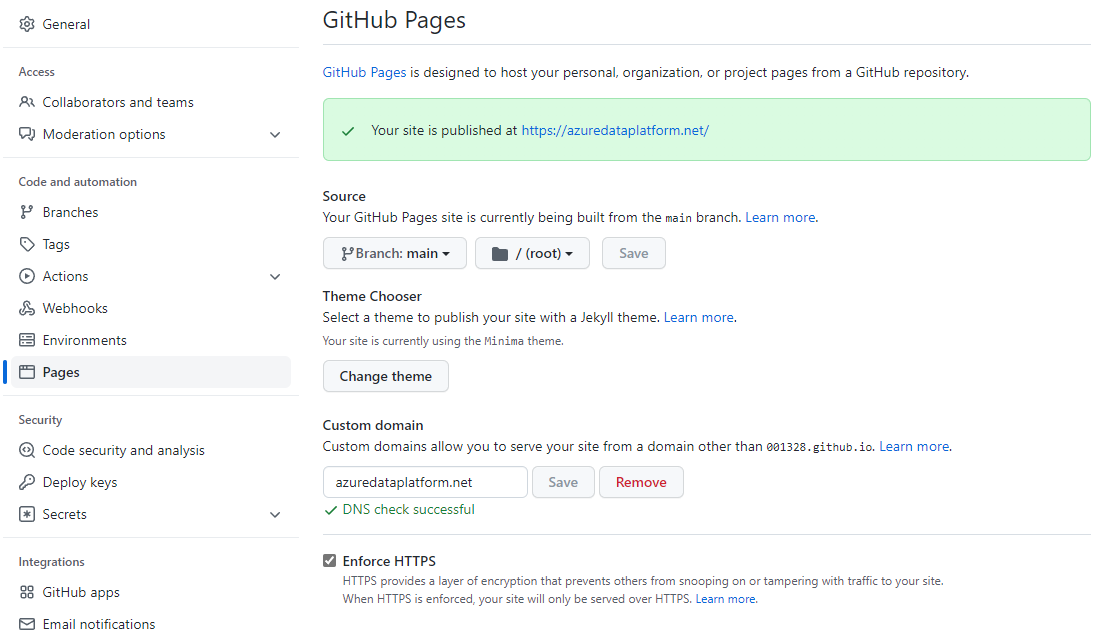 General
Access
Collaborators and teams
Moderation options
Code and automation
Branches
Tags
Actions
Webhooks
Environments
Pages
Security
Code security and analysis
Deploy keys
Secrets
Integrations
GitHub apps
Email notifications
GitHub Pages
GitHub Pages is designed to host your personal, organization, or project pages from a GitHub repository.
Your site is published at https://azuredataplatform.net/
Source
Your GitHub Pages site is currently being built from the main branch. Learn more.
Branch: main / (root) Save
Theme Chooser
Select a theme to publish your site with a Jekyll theme. Learn more.
Your site is currently using the Minima theme.
Change theme
Custom domain
Custom domains allow you to serve your site from a domain other than 001328.github.io. Learn more.
azuredataplatform.net Save Remove
DNS check successful
Enforce HTTPS
HTTPS provides a layer of encryption that prevents others from snooping on or tampering with traffic to your site.
When HTTPS is enforced, your site will only be served over HTTPS. Learn more.